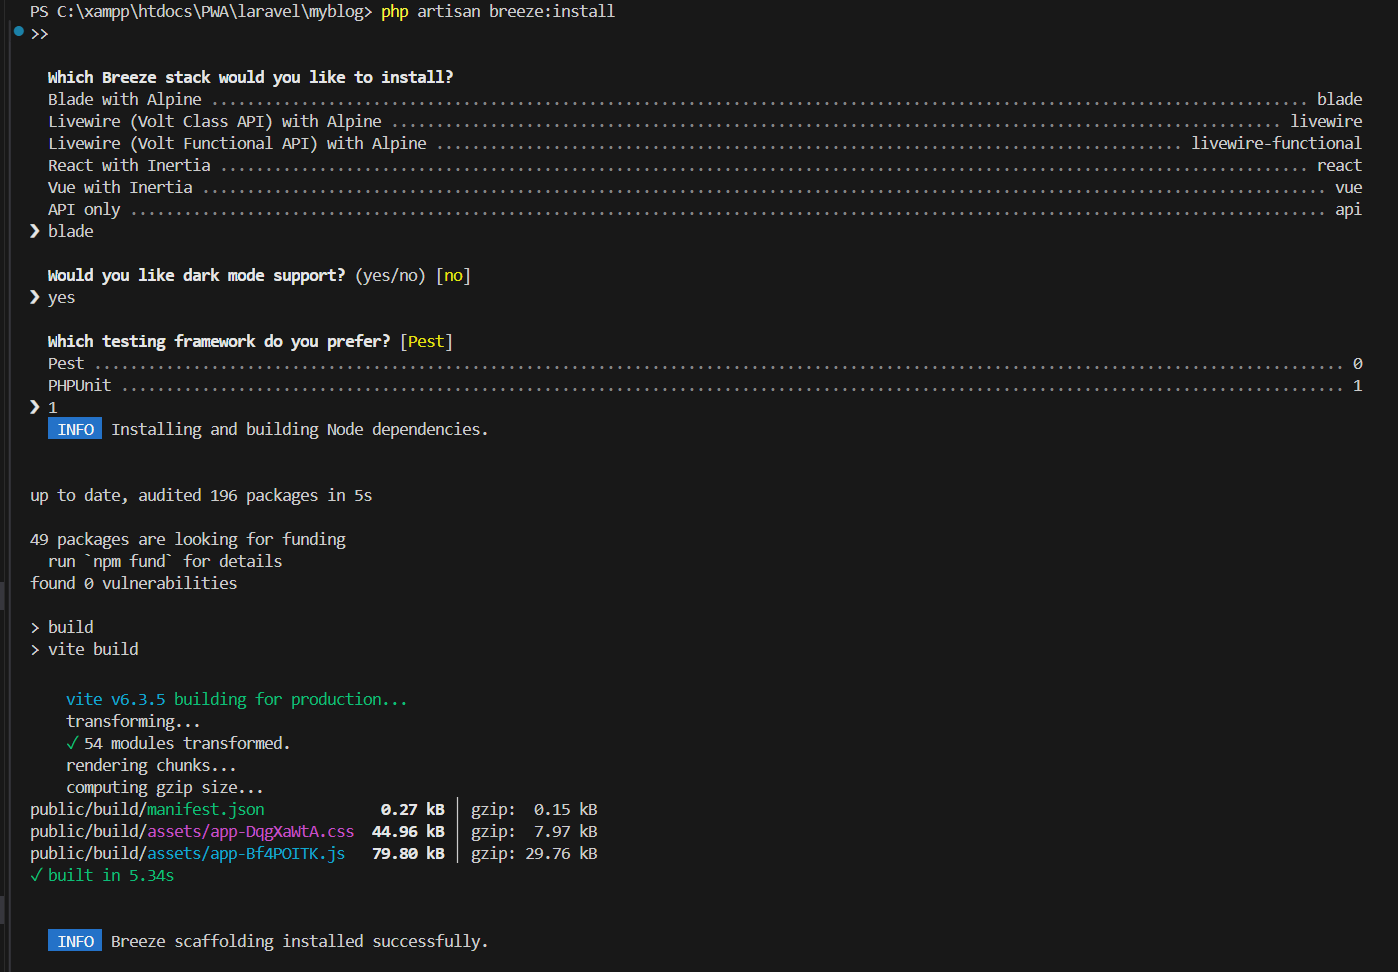 PS C:\xampp\htdocs\PWA\laravel\myblog> php artisan breeze:install
>>
Which Breeze stack would you like to install?
Blade with Alpine ........................................................................................................................ blade
Livewire (Volt Class API) with Alpine ................................................................................................... livewire
Livewire (Volt Functional API) with Alpine ................................................................................... livewire-functional
React with Inertia ....................................................................................................................... react
Vue with Inertia ........................................................................................................................... vue
API only ................................................................................................................................... api
❯ blade
Would you like dark mode support? (yes/no) [no]
❯ yes
Which testing framework do you prefer? [Pest]
Pest ......................................................................................................................................... 0
PHPUnit ...................................................................................................................................... 1
❯ 1
INFO Installing and building Node dependencies.
up to date, audited 196 packages in 5s
49 packages are looking for funding
run `npm fund` for details
found 0 vulnerabilities
> build
> vite build
vite v6.3.5 building for production...
transforming...
✓ 54 modules transformed.
rendering chunks...
computing gzip size...
public/build/manifest.json 0.27 kB │ gzip: 0.15 kB
public/build/assets/app-DqgXaWtA.css 44.96 kB │ gzip: 7.97 kB
public/build/assets/app-Bf4POITK.js 79.80 kB │ gzip: 29.76 kB
✓ built in 5.34s
INFO Breeze scaffolding installed successfully.